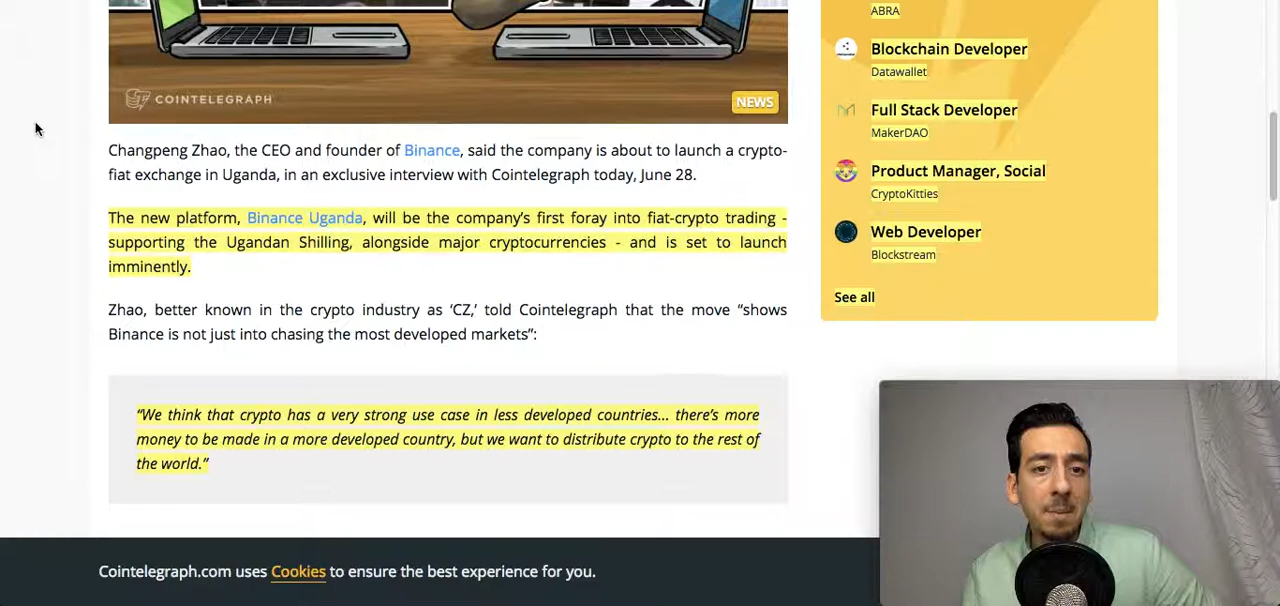 COINTELEGRAPH
NEWS
Changpeng Zhao, the CEO and founder of Binance, said the company is about to launch a crypto-
fiat exchange in Uganda, in an exclusive interview with Cointelegraph today, June 28.
The new platform, Binance Uganda, will be the company’s first foray into fiat-crypto trading -
supporting the Ugandan Shilling, alongside major cryptocurrencies - and is set to launch
imminently.
Zhao, better known in the crypto industry as ‘CZ,’ told Cointelegraph that the move “shows
Binance is not just into chasing the most developed markets”:
“We think that crypto has a very strong use case in less developed countries… there’s more
money to be made in a more developed country, but we want to distribute crypto to the rest of
the world.”
ABRA
Blockchain Developer
Datawallet
Full Stack Developer
MakerDAO
Product Manager, Social
CryptoKitties
Web Developer
Blockstream
See all
Cointelegraph.com uses Cookies to ensure the best experience for you.